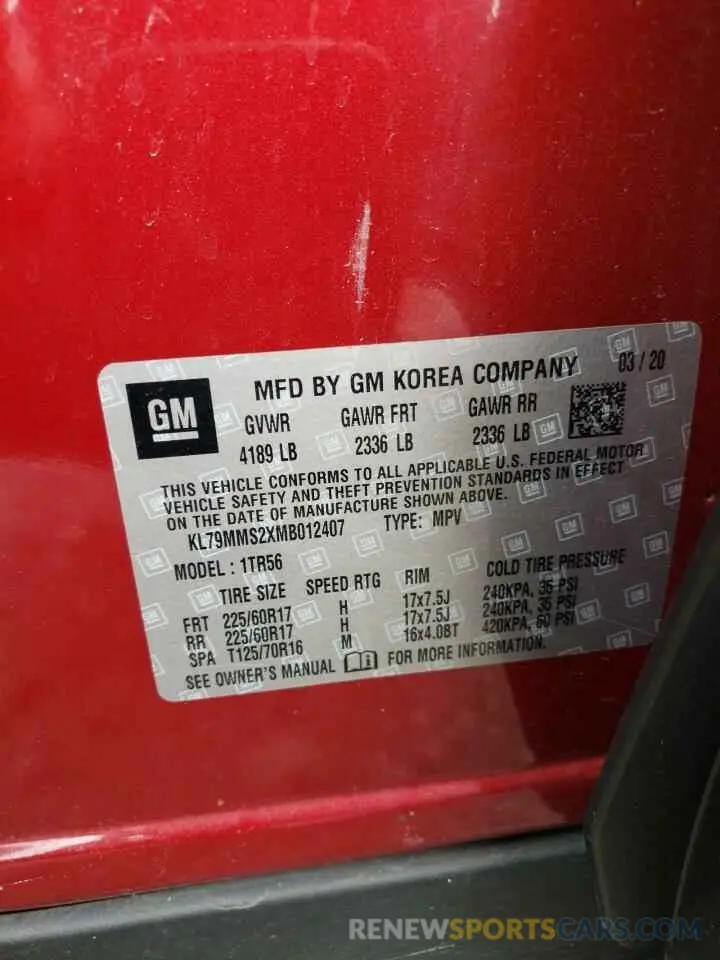 GM
MFD BY GM KOREA COMPANY 03 / 20
GVWR GAWR FRT GAWR RR
4189 LB 2336 LB 2336 LB
THIS VEHICLE CONFORMS TO ALL APPLICABLE U.S. FEDERAL MOTOR
VEHICLE SAFETY AND THEFT PREVENTION STANDARDS IN EFFECT
ON THE DATE OF MANUFACTURE SHOWN ABOVE.
KL79MMS2XMB012407 TYPE: MPV
MODEL : 1TR56
TIRE SIZE SPEED RTG RIM COLD TIRE PRESSURE
FRT 225/60R17 H 17x7.5J 240KPA, 35 PSI
RR 225/60R17 H 17x7.5J 240KPA, 35 PSI
SPA T125/70R16 M 16x4.08T 420KPA, 60 PSI
SEE OWNER'S MANUAL FOR MORE INFORMATION.
RENEWSPORTSCARS.COM